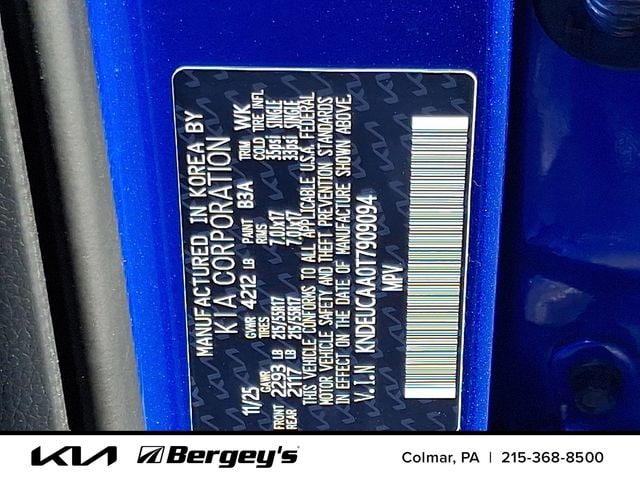 MANUFACTURED IN KOREA BY
KIA CORPORATION
11/25 GVWR 4212 LB PAINT B3A TRIM WK
GAWR TIRES RIMS COLD TIRE INFL
FRONT 2293 LB 215/55R17 7.0Jx17 33psi SINGLE
REAR 2117 LB 215/55R17 7.0Jx17 33psi SINGLE
THIS VEHICLE CONFORMS TO ALL APPLICABLE U.S.A. FEDERAL
MOTOR VEHICLE SAFETY AND THEFT PREVENTION STANDARDS
IN EFFECT ON THE DATE OF MANUFACTURE SHOWN ABOVE.
V.I.N KNDEUCAA0T7909094
MPV
KIA Bergey's Colmar, PA | 215-368-8500